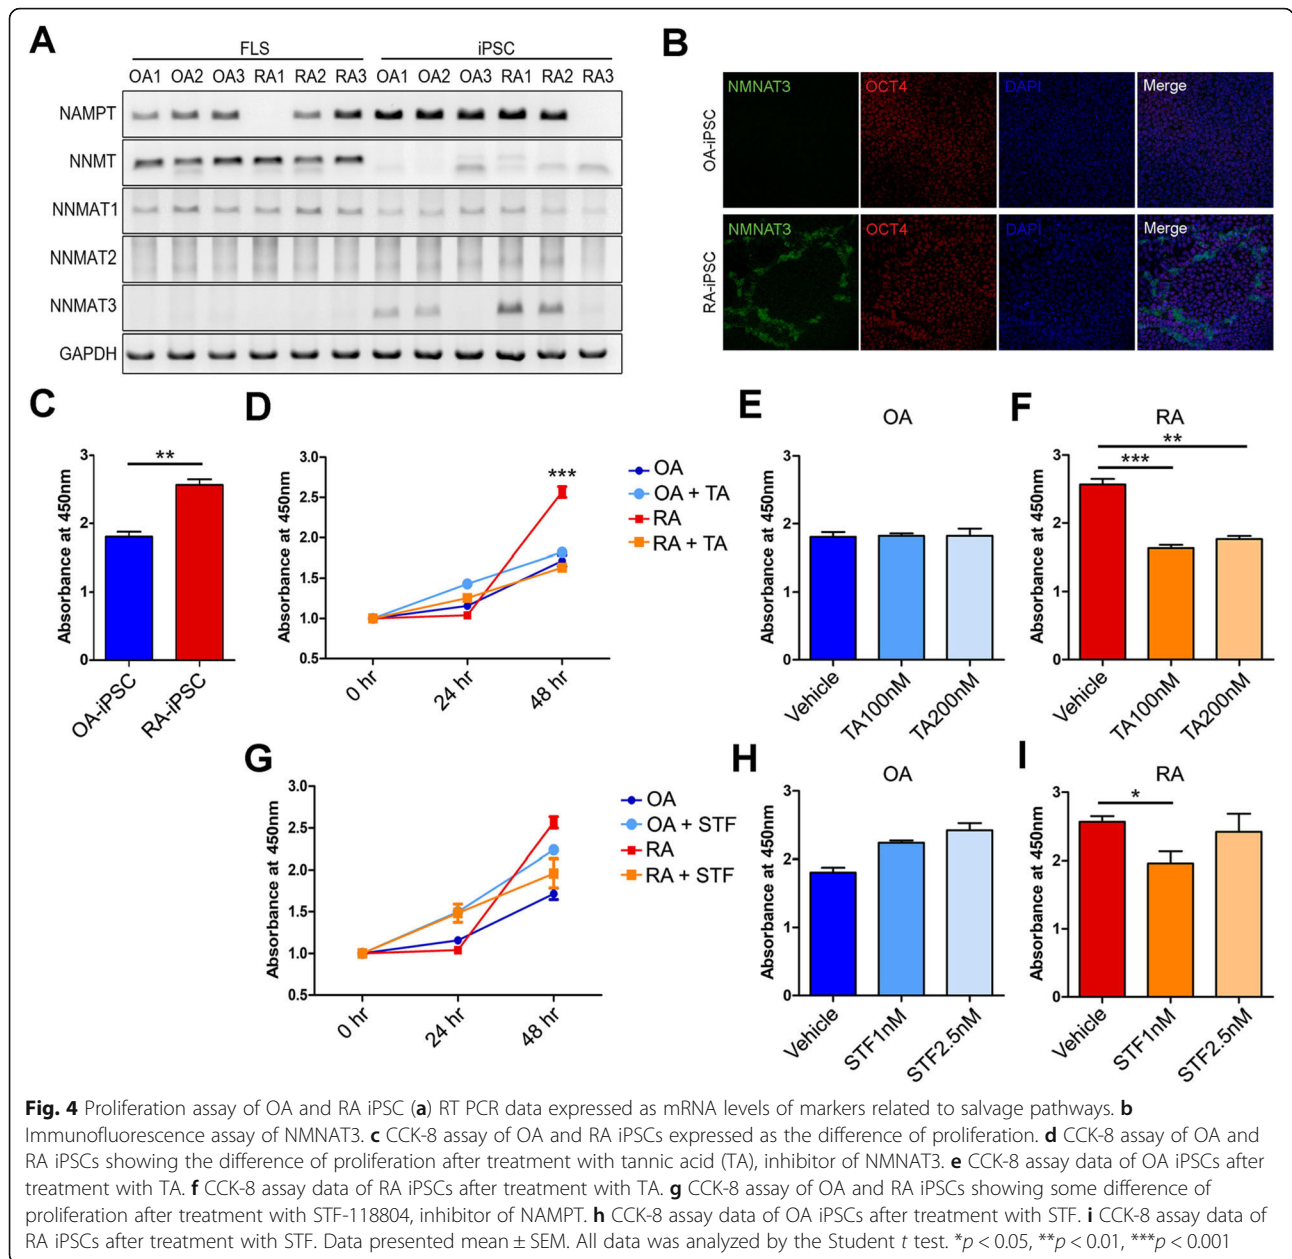 A
FLS iPSC
OA1 OA2 OA3 RA1 RA2 RA3 OA1 OA2 OA3 RA1 RA2 RA3
NAMPT
NNMT
NNMAT1
NNMAT2
NNMAT3
GAPDH
B
OA-iPSC
NMNAT3 OCT4 DAPI Merge
RA-iPSC
NMNAT3 OCT4 DAPI Merge
C
Absorbance at 450nm
3
2
1
0
**
OA-iPSC RA-iPSC
D
Absorbance at 450nm
3.0
2.5
2.0
1.5
1.0
0.5
***
0 hr 24 hr 48 hr
OA
OA + TA
RA
RA + TA
E
OA
Absorbance at 450nm
3
2
1
0
Vehicle TA100nM TA200nM
F
RA
Absorbance at 450nm
3
2
1
0
**
***
Vehicle TA100nM TA200nM
G
Absorbance at 450nm
3.0
2.5
2.0
1.5
1.0
0.5
0 hr 24 hr 48 hr
OA
OA + STF
RA
RA + STF
H
OA
Absorbance at 450nm
3
2
1
0
Vehicle STF1nM STF2.5nM
I
RA
Absorbance at 450nm
3
2
1
0
*
Vehicle STF1nM STF2.5nM
Fig. 4 Proliferation assay of OA and RA iPSC (a) RT PCR data expressed as mRNA levels of markers related to salvage pathways. b
Immunofluorescence assay of NMNAT3. c CCK-8 assay of OA and RA iPSCs expressed as the difference of proliferation. d CCK-8 assay of OA and
RA iPSCs showing the difference of proliferation after treatment with tannic acid (TA), inhibitor of NMNAT3. e CCK-8 assay data of OA iPSCs after
treatment with TA. f CCK-8 assay data of RA iPSCs after treatment with TA. g CCK-8 assay of OA and RA iPSCs showing some difference of
proliferation after treatment with STF-118804, inhibitor of NAMPT. h CCK-8 assay data of OA iPSCs after treatment with STF. i CCK-8 assay data of
RA iPSCs after treatment with STF. Data presented mean ± SEM. All data was analyzed by the Student t test. *p < 0.05, **p < 0.01, ***p < 0.001